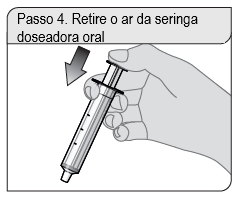 Passo 4. Retire o ar da seringa
doseadora oral